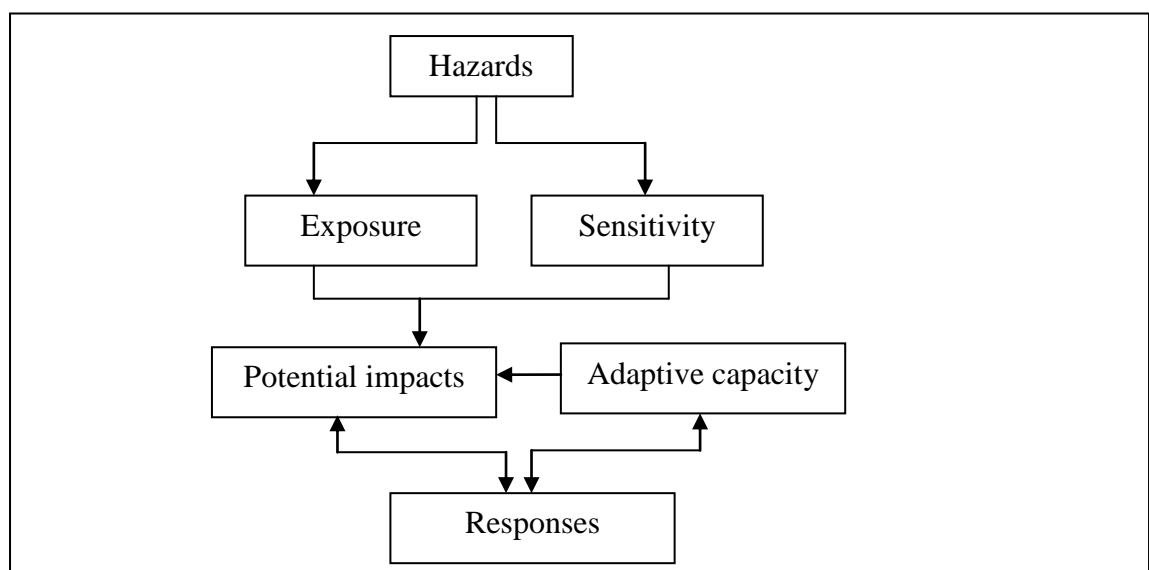 Hazards
Exposure
Sensitivity
Potential impacts
Adaptive capacity
Responses